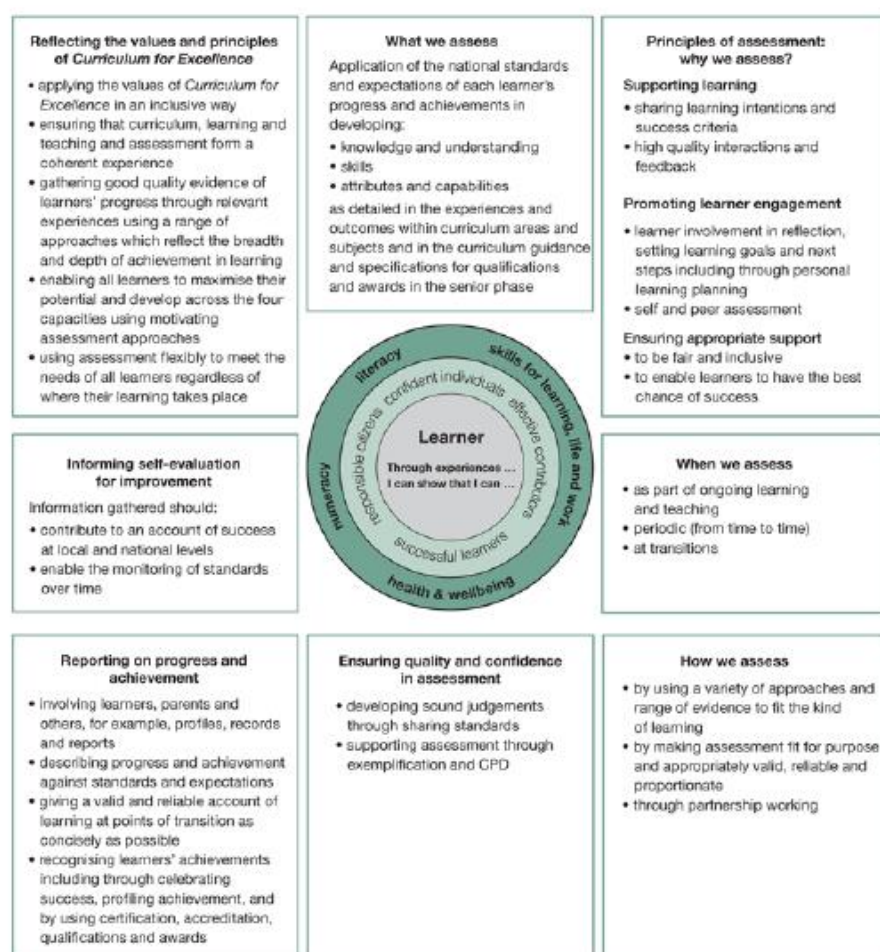 Reflecting the values and principles
of Curriculum for Excellence
• applying the values of Curriculum for
Excellence in an inclusive way
• ensuring that curriculum, learning and
teaching and assessment form a
coherent experience
• gathering good quality evidence of
learners' progress through relevant
experiences using a range of
approaches which reflect the breadth
and depth of achievement in learning
• enabling all learners to maximise their
potential and develop across the four
capacities using motivating
assessment approaches
• using assessment flexibly to meet the
needs of all learners regardless of
where their learning takes place
What we assess
Application of the national standards
and expectations of each learner's
progress and achievements in
developing:
• knowledge and understanding
• skills
• attributes and capabilities
as detailed in the experiences and
outcomes within curriculum areas and
subjects and in the curriculum guidance
and specifications for qualifications
and awards in the senior phase
Principles of assessment:
why we assess?
Supporting learning
• sharing learning intentions and
success criteria
• high quality interactions and
feedback
Promoting learner engagement
• learner involvement in reflection,
setting learning goals and next
steps including through personal
learning planning
• self and peer assessment
Ensuring appropriate support
• to be fair and inclusive
• to enable learners to have the best
chance of success
Informing self-evaluation
for improvement
Information gathered should:
• contribute to an account of success
at local and national levels
• enable the monitoring of standards
over time
literacy
skills for learning, life and work
numeracy
health & wellbeing
confident individuals
effective contributors
responsible citizens
successful learners
Learner
Through experiences ...
I can show that I can ...
When we assess
• as part of ongoing learning
and teaching
• periodic (from time to time)
• at transitions
Reporting on progress and
achievement
• involving learners, parents and
others, for example, profiles, records
and reports
• describing progress and achievement
against standards and expectations
• giving a valid and reliable account of
learning at points of transition as
concisely as possible
• recognising learners' achievements
including through celebrating
success, profiling achievement, and
by using certification, accreditation,
qualifications and awards
Ensuring quality and confidence
in assessment
• developing sound judgements
through sharing standards
• supporting assessment through
exemplification and CPD
How we assess
• by using a variety of approaches and
range of evidence to fit the kind
of learning
• by making assessment fit for purpose
and appropriately valid, reliable and
proportionate
• through partnership working